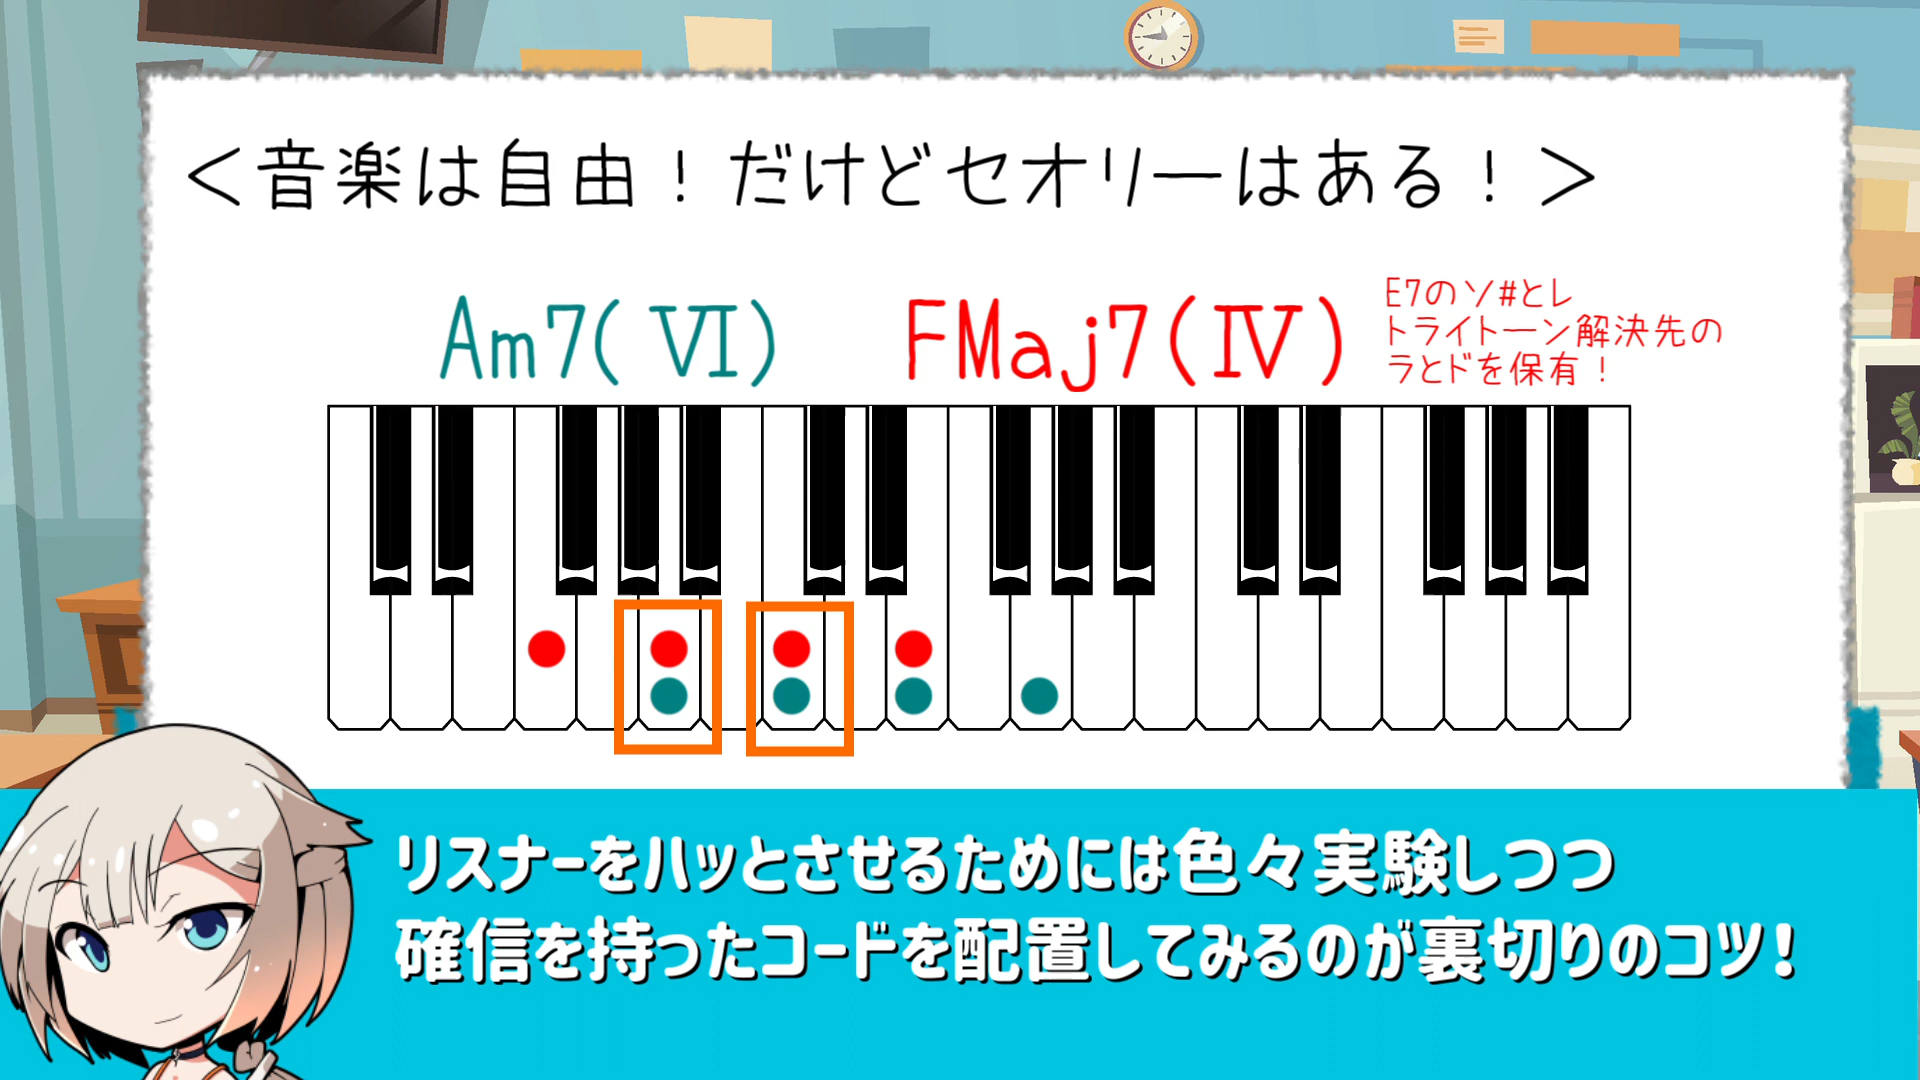 ＜音楽は自由！だけどセオリーはある！＞
Am7(Ⅵ)
FMaj7(Ⅳ)
E7のソ#とレ
トライトーン解決先の
ラとドを保有！
リスナーをハッとさせるためには色々実験しつつ
確信を持ったコードを配置してみるのが裏切りのコツ！